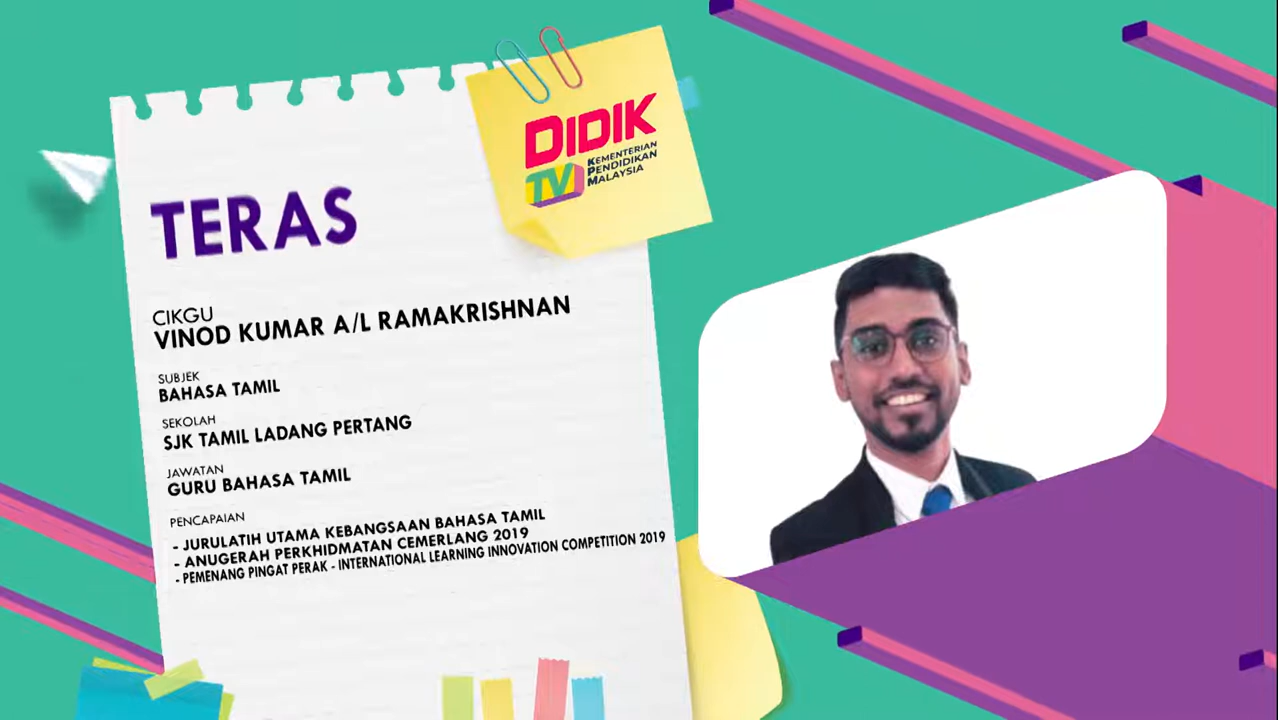 DIDIK
TV
KEMENTERIAN
PENDIDIKAN
MALAYSIA
TERAS
CIKGU
VINOD KUMAR A/L RAMAKRISHNAN
SUBJEK
BAHASA TAMIL
SEKOLAH
SJK TAMIL LADANG PERTANG
JAWATAN
GURU BAHASA TAMIL
PENCAPAIAN
- JURULATIH UTAMA KEBANGSAAN BAHASA TAMIL
- ANUGERAH PERKHIDMATAN CEMERLANG 2019
- PEMENANG PINGAT PERAK - INTERNATIONAL LEARNING INNOVATION COMPETITION 2019